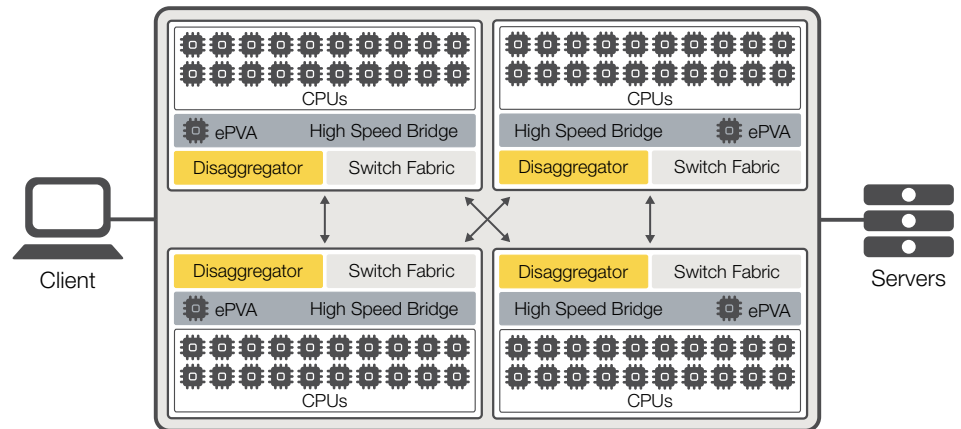 CPUs
CPUs
ePVA High Speed Bridge
High Speed Bridge ePVA
Disaggregator Switch Fabric
Disaggregator Switch Fabric
Client
Servers
Disaggregator Switch Fabric
Disaggregator Switch Fabric
ePVA High Speed Bridge
High Speed Bridge ePVA
CPUs
CPUs